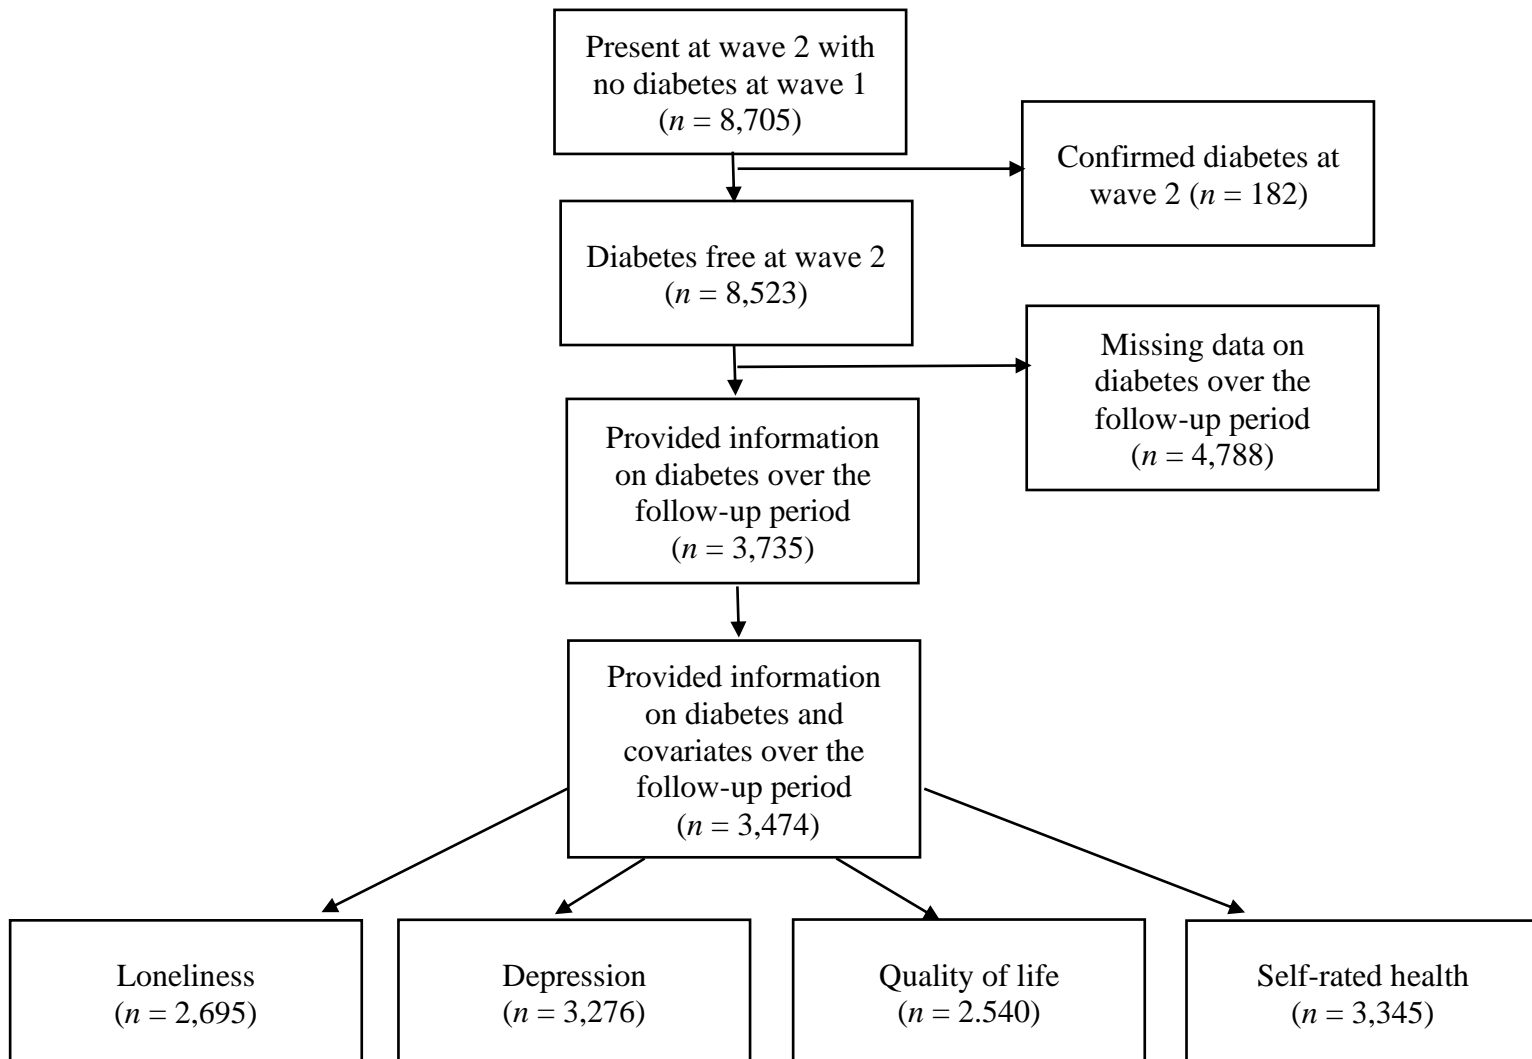 Present at wave 2 with
no diabetes at wave 1
(n = 8,705)
Confirmed diabetes at
wave 2 (n = 182)
Diabetes free at wave 2
(n = 8,523)
Missing data on
diabetes over the
follow-up period
(n = 4,788)
Provided information
on diabetes over the
follow-up period
(n = 3,735)
Provided information
on diabetes and
covariates over the
follow-up period
(n = 3,474)
Loneliness
(n = 2,695)
Depression
(n = 3,276)
Quality of life
(n = 2.540)
Self-rated health
(n = 3,345)